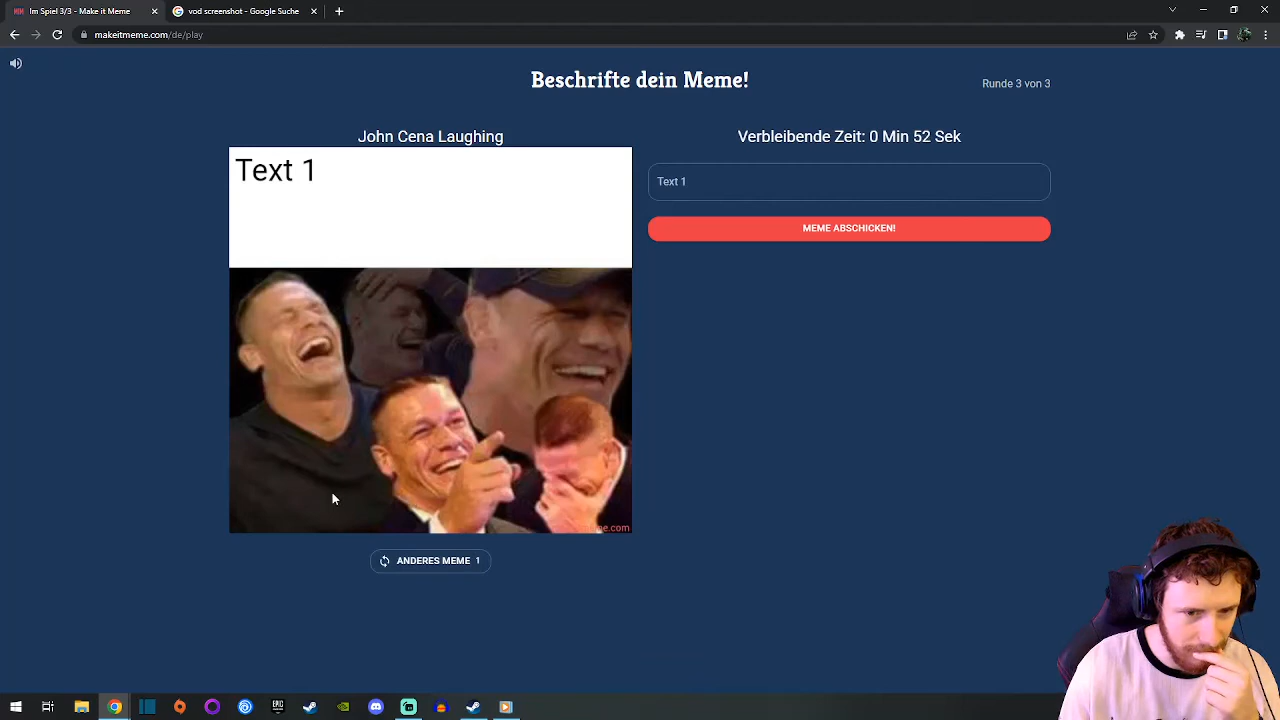 Im Spiel 3/3 - Make it Meme
vod screenshot - Google Suche
makeitmeme.com/de/play
Beschrifte dein Meme!
Runde 3 von 3
John Cena Laughing
Verbleibende Zeit: 0 Min 52 Sek
Text 1
Text 1
MEME ABSCHICKEN!
ANDERES MEME 1